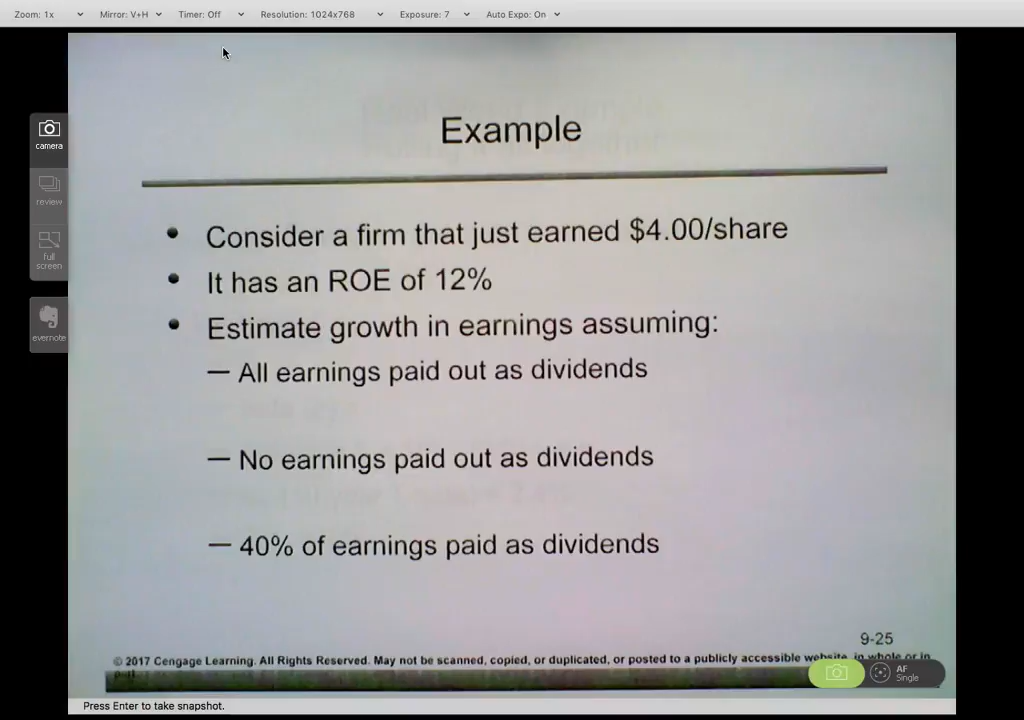 Zoom: 1x Mirror: V+H Timer: Off Resolution: 1024x768 Exposure: 7 Auto Expo: On
camera
review
full
screen
evernote
Example
• Consider a firm that just earned $4.00/share
• It has an ROE of 12%
• Estimate growth in earnings assuming:
— All earnings paid out as dividends
— No earnings paid out as dividends
— 40% of earnings paid as dividends
9-25
© 2017 Cengage Learning. All Rights Reserved. May not be scanned, copied, or duplicated, or posted to a publicly accessible website, in whole or in
AF
Single
Press Enter to take snapshot.